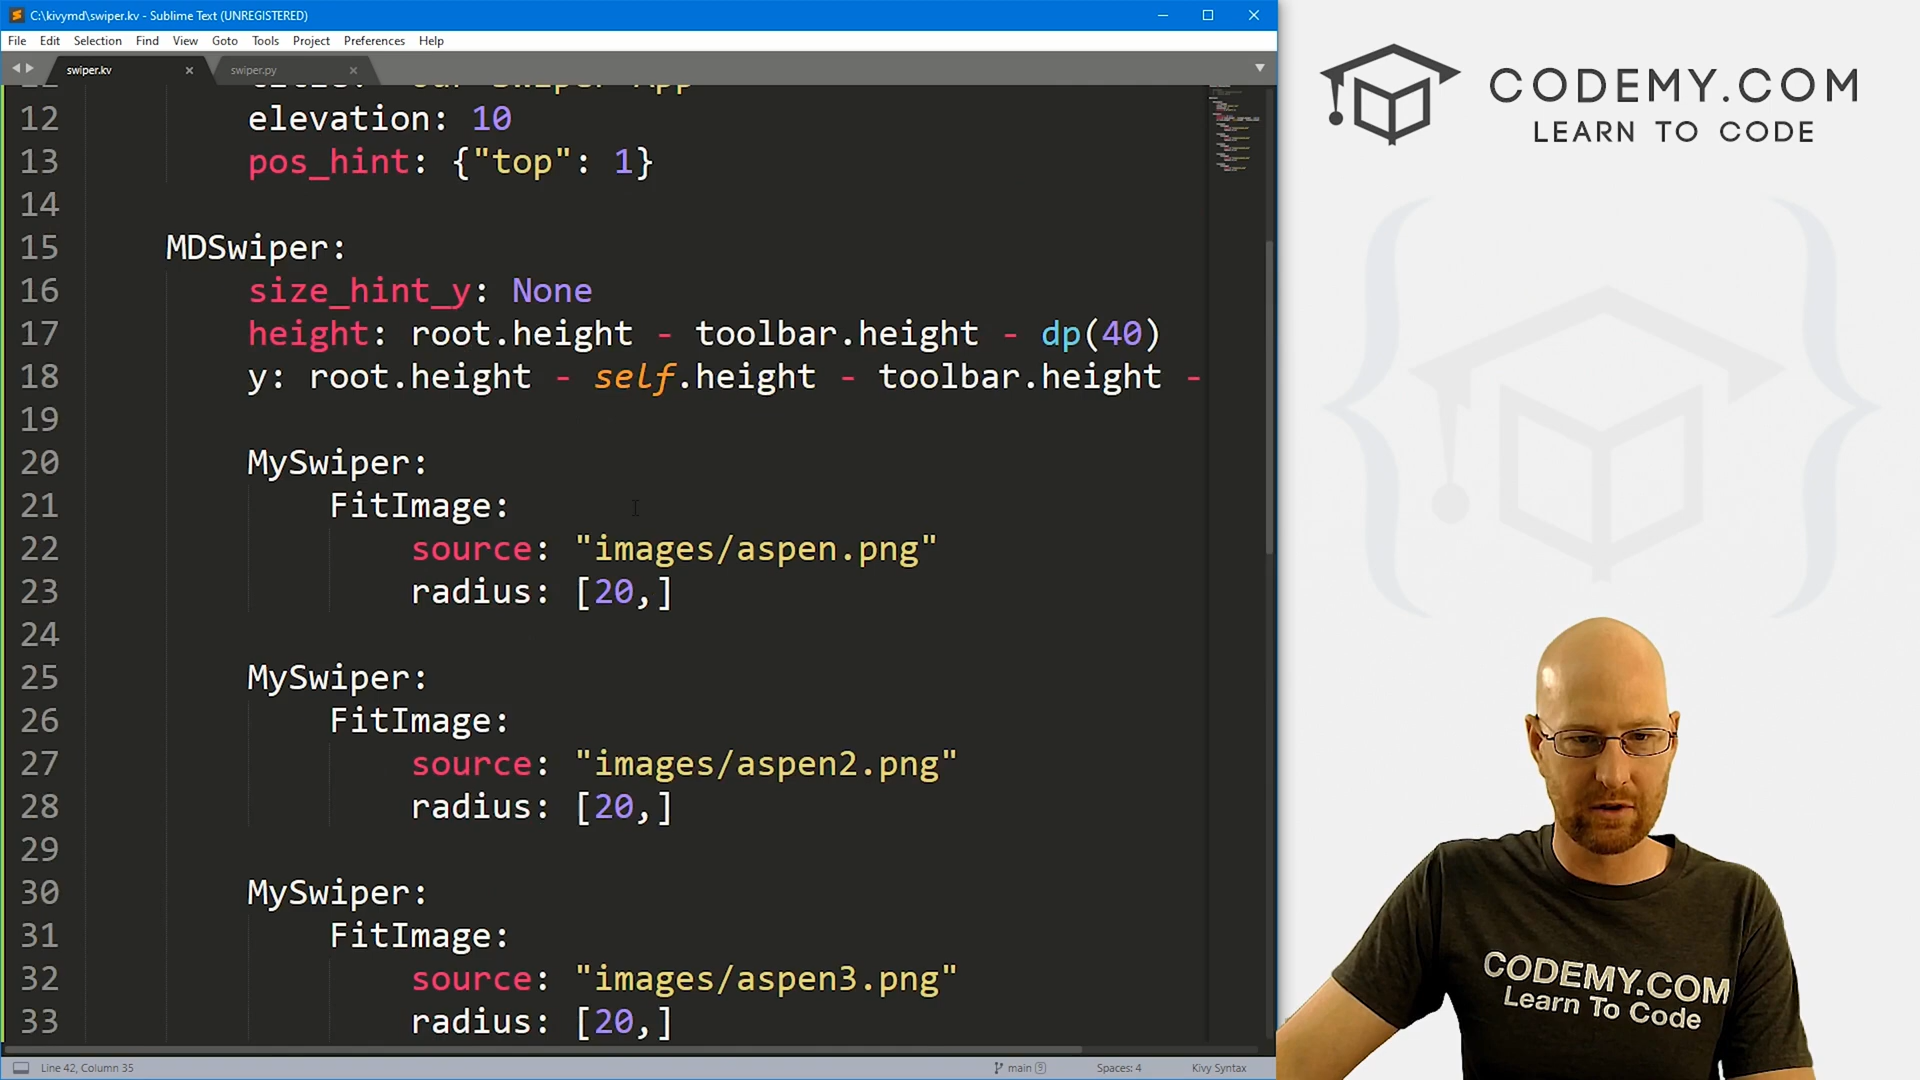 C:\kivymd\swiper.kv - Sublime Text (UNREGISTERED)
File Edit Selection Find View Goto Tools Project Preferences Help
swiper.kv swiper.py
12 elevation: 10
13 pos_hint: {"top": 1}
14
15 MDSwiper:
16 size_hint_y: None
17 height: root.height - toolbar.height - dp(40)
18 y: root.height - self.height - toolbar.height -
19
20 MySwiper:
21 FitImage:
22 source: "images/aspen.png"
23 radius: [20,]
24
25 MySwiper:
26 FitImage:
27 source: "images/aspen2.png"
28 radius: [20,]
29
30 MySwiper:
31 FitImage:
32 source: "images/aspen3.png"
33 radius: [20,]
Line 42, Column 35 main 9 Spaces: 4 Kivy Syntax
CODEMY.COM
LEARN TO CODE
CODEMY.COM
Learn To Code